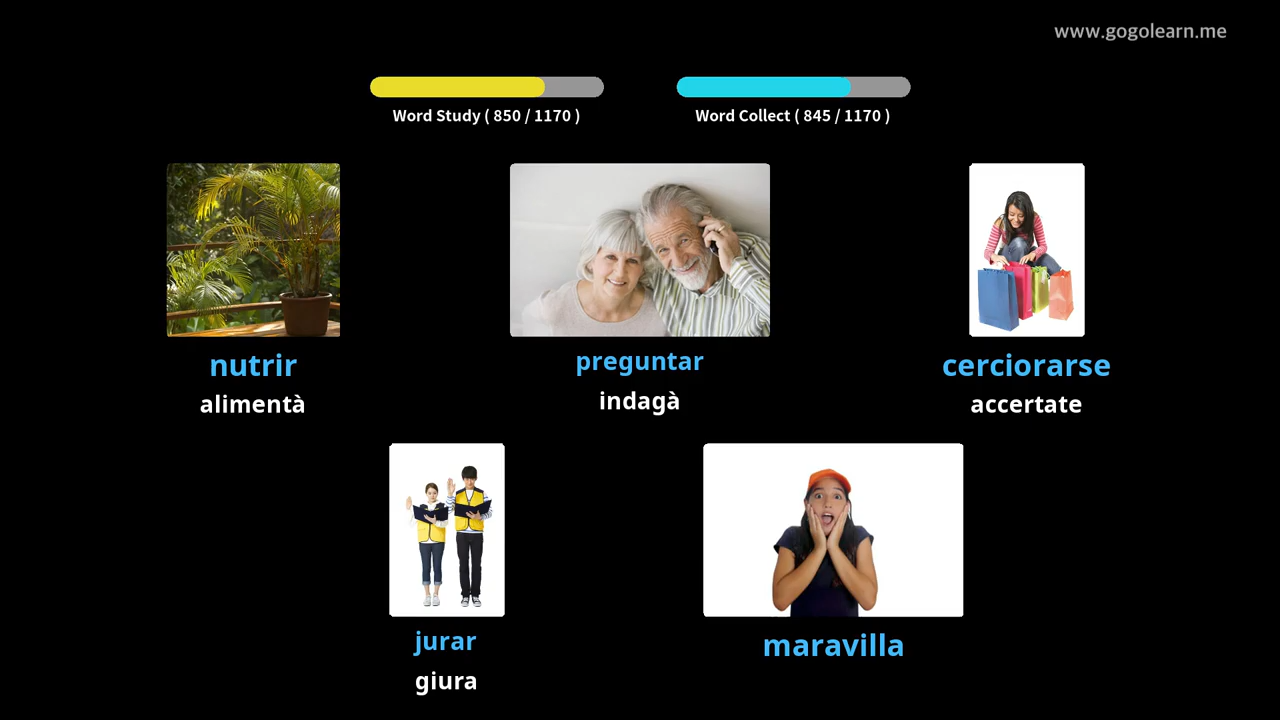 www.gogolearn.me
Word Study ( 850 / 1170 )
Word Collect ( 845 / 1170 )
nutrir
alimentà
preguntar
indagà
cerciorarse
accertate
jurar
giura
maravilla